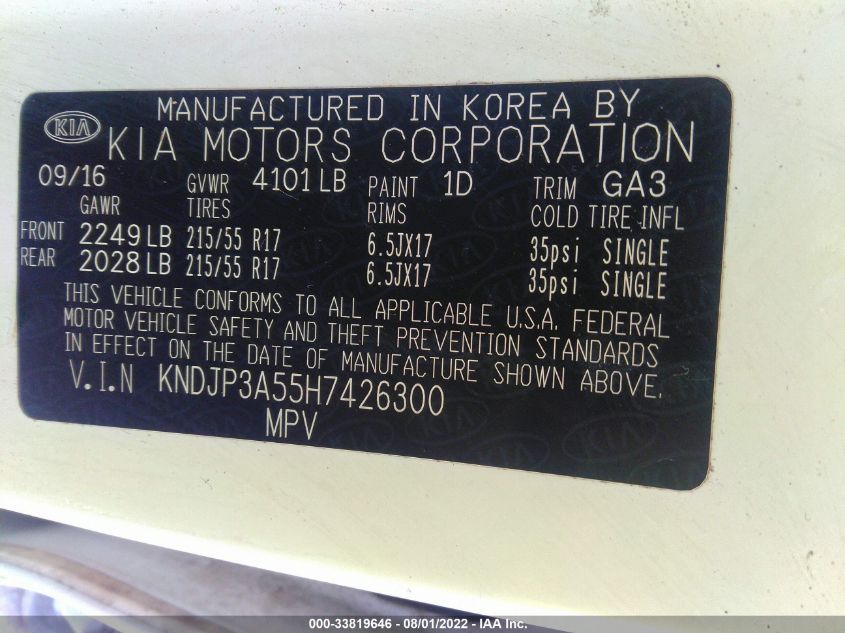 KIA
MANUFACTURED IN KOREA BY
KIA MOTORS CORPORATION
09/16 GVWR 4101 LB PAINT 1D TRIM GA3
GAWR TIRES RIMS COLD TIRE INFL
FRONT 2249 LB 215/55 R17 6.5JX17 35psi SINGLE
REAR 2028 LB 215/55 R17 6.5JX17 35psi SINGLE
THIS VEHICLE CONFORMS TO ALL APPLICABLE U.S.A. FEDERAL
MOTOR VEHICLE SAFETY AND THEFT PREVENTION STANDARDS
IN EFFECT ON THE DATE OF MANUFACTURE SHOWN ABOVE.
V.I.N KNDJP3A55H7426300
MPV
000-33819646 - 08/01/2022 - IAA Inc.